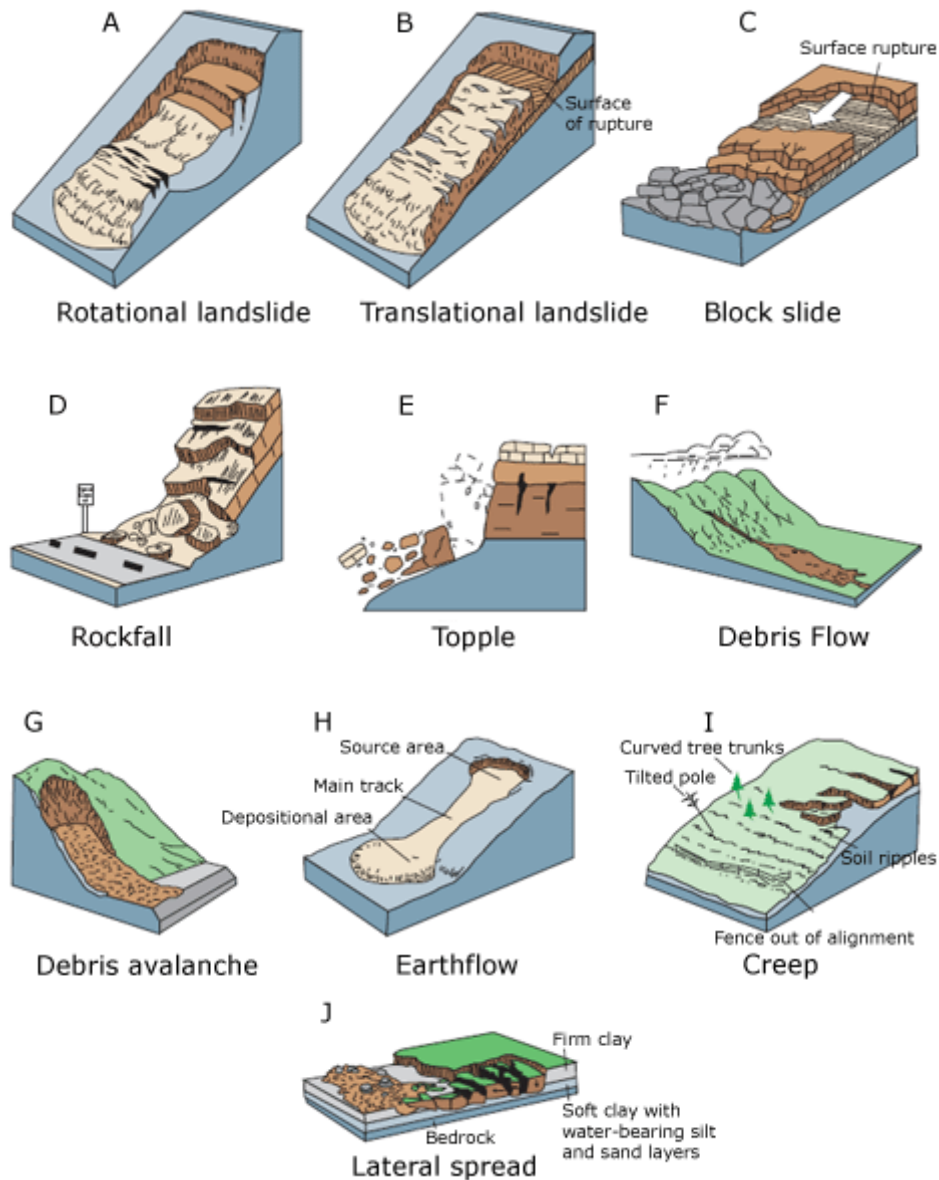 A
B
C
Surface rupture
Surface
of rupture
Rotational landslide
Translational landslide
Block slide
D
E
F
Rockfall
Topple
Debris Flow
G
H
I
Source area
Main track
Depositional area
Curved tree trunks
Tilted pole
Soil ripples
Fence out of alignment
Debris avalanche
Earthflow
Creep
J
Firm clay
Soft clay with
water-bearing silt
and sand layers
Bedrock
Lateral spread